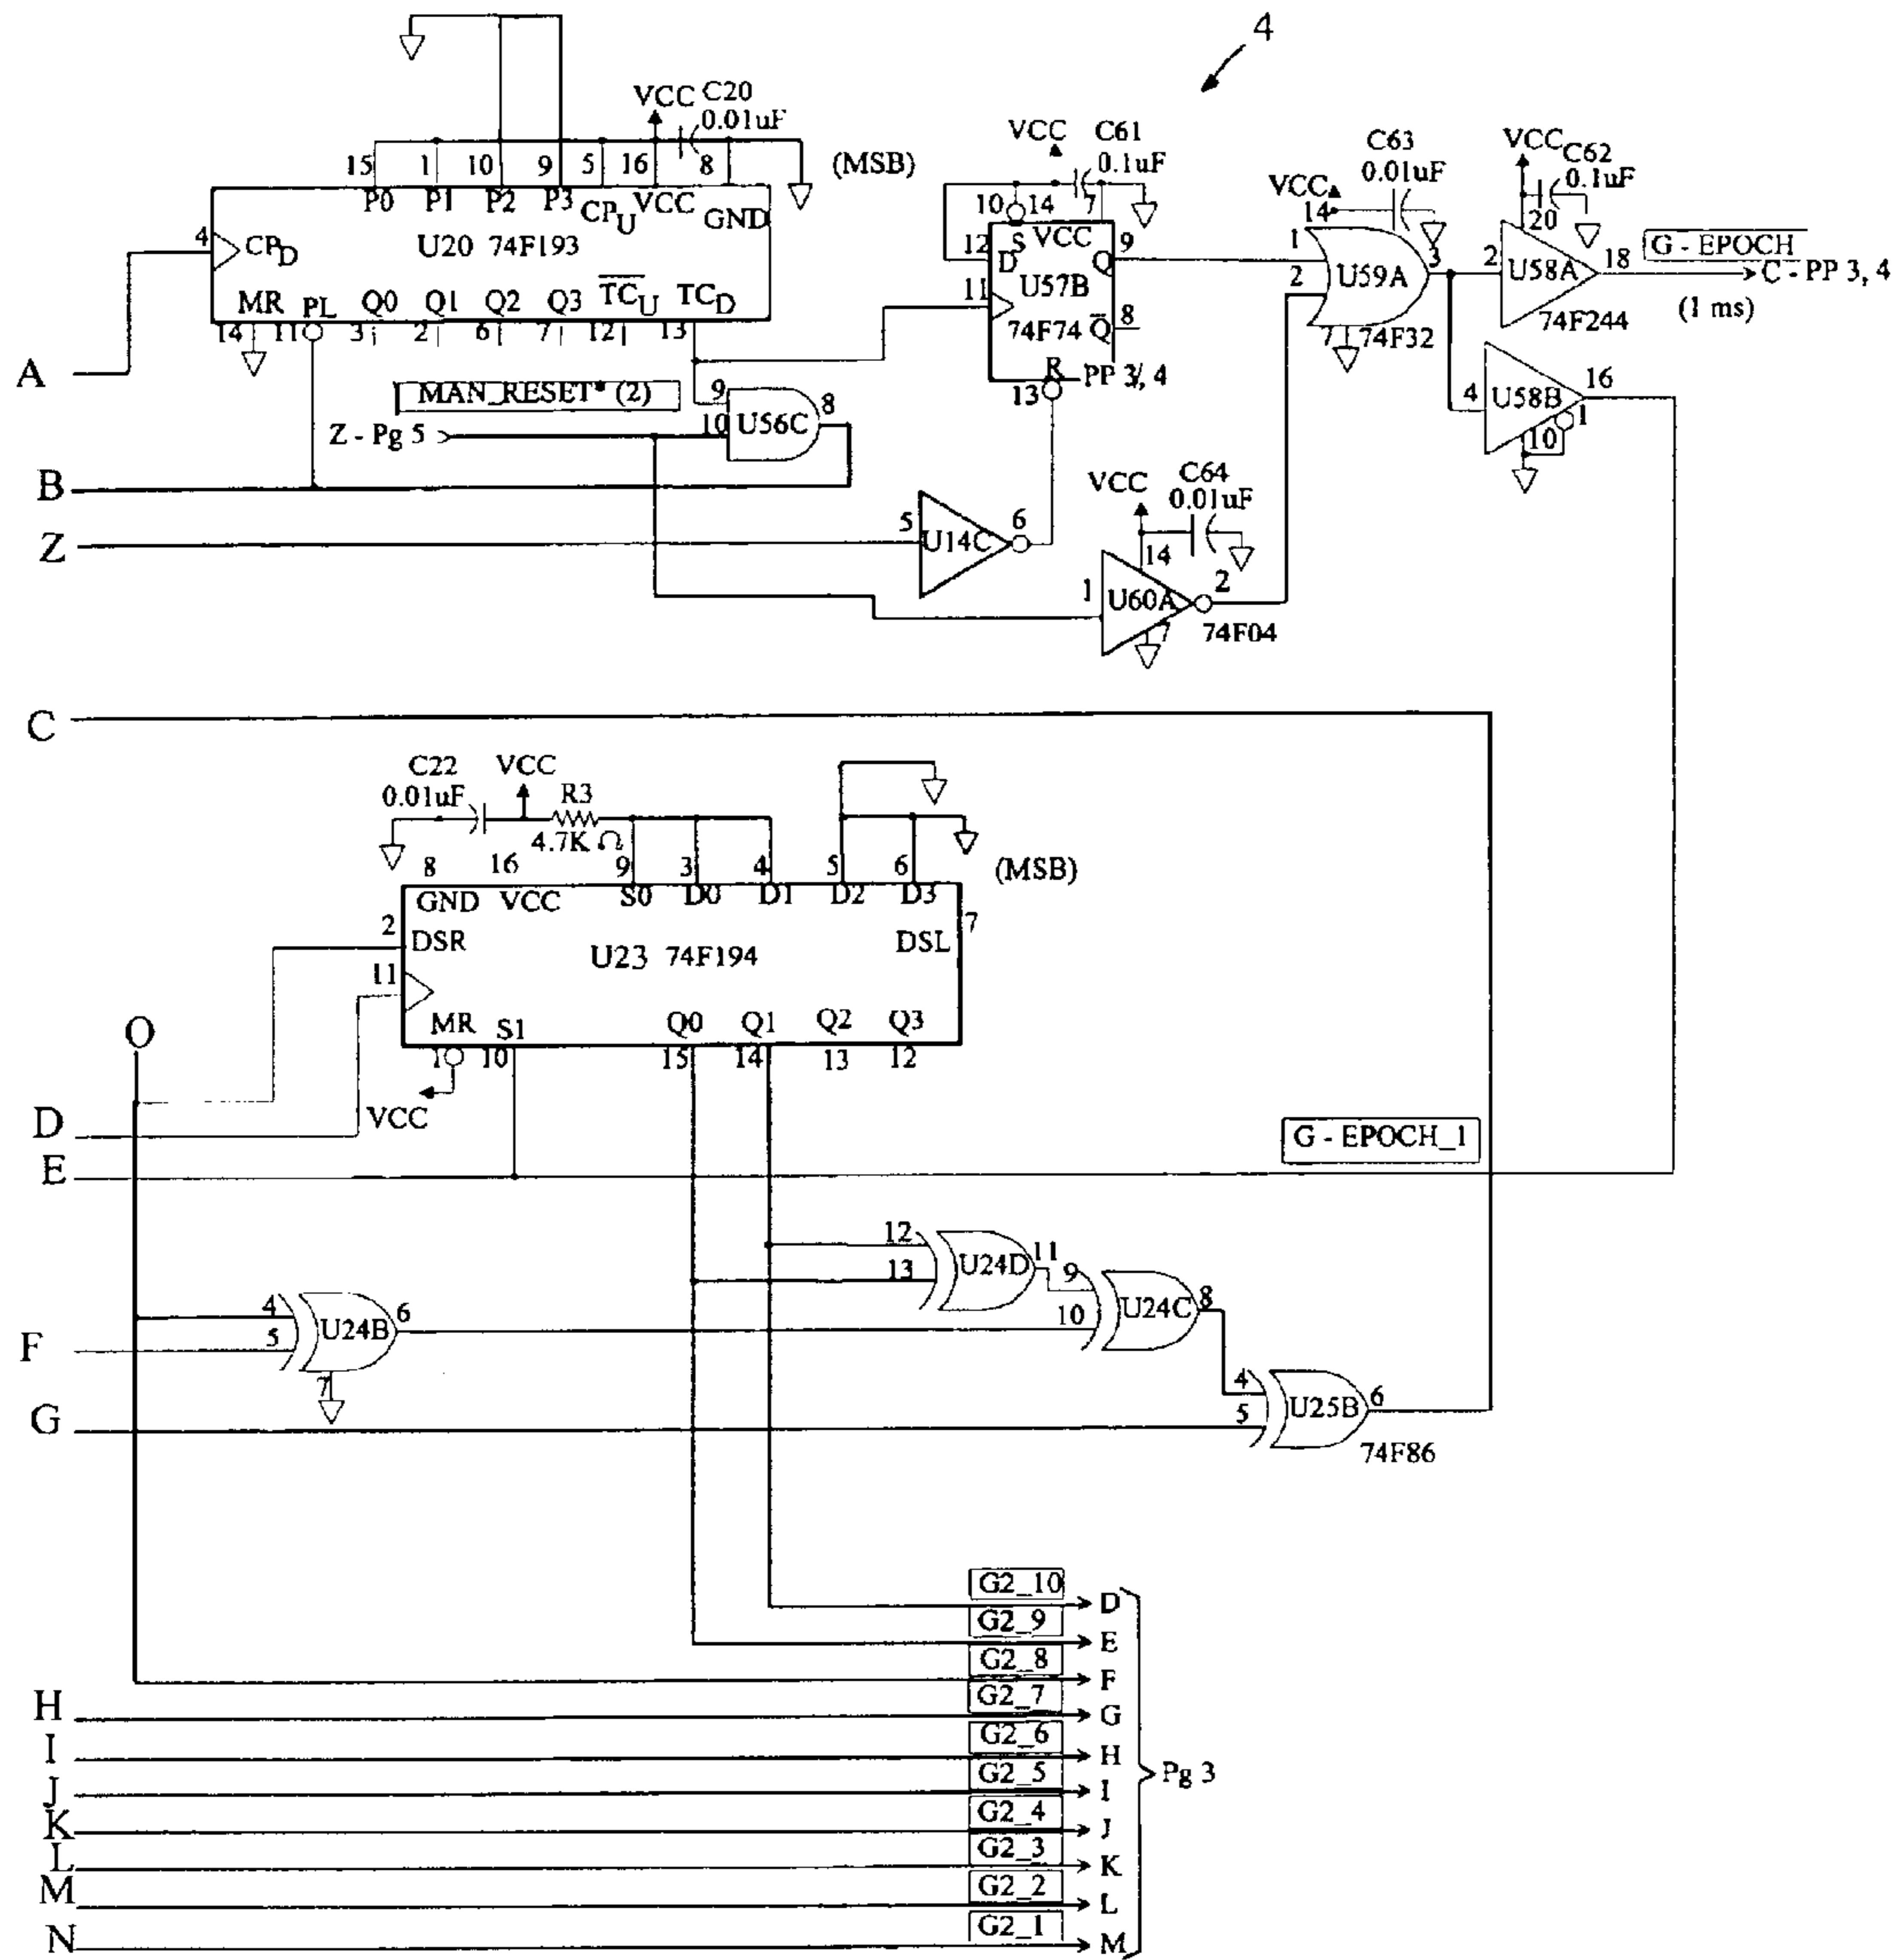 4
VCC C20
0.01uF
15 1 10 9 5 16 8
(MSB)
P0 P1 P2 P3 CPU VCC GND
U20 74F193
4 CPD
MR PL Q0 Q1 Q2 Q3 TCU TCD
14 11 3 2 6 7 12 13
A
VCC C61
0.1uF
10 14 7
12 S VCC 9
D Q
U57B
11
74F74 8
Q
R
13 PP 3/4
C63
0.01uF
VCC
14
1
2
U59A
3
7 74F32
VCC C62
0.1uF
20
2 U58A 18
74F244
G - EPOCH
C - PP 3, 4
(1 ms)
4 U58B 16
10 1
MAN_RESET* (2)
Z - Pg 5
9
10 U56C 8
B
Z
5 U14C 6
C64
VCC 0.01uF
14
1 U60A 2
7 74F04
C
C22 VCC
0.01uF R3
4.7K Ω
8 16 9 3 4 5 6
(MSB)
GND VCC S0 D0 D1 D2 D3
2 7
DSR DSL
U23 74F194
11
MR S1 Q0 Q1 Q2 Q3
1 10 15 14 13 12
VCC
O
D
E
G - EPOCH_1
12
13 U24D 11
9
10 U24C 8
4
5 U24B 6
7
F
4
5 U25B 6
74F86
G
G2_10 D
G2_9 E
G2_8 F
H G2_7 G
I G2_6 H
J G2_5 I
K G2_4 J
L G2_3 K
M G2_2 L
N G2_1 M
Pg 3